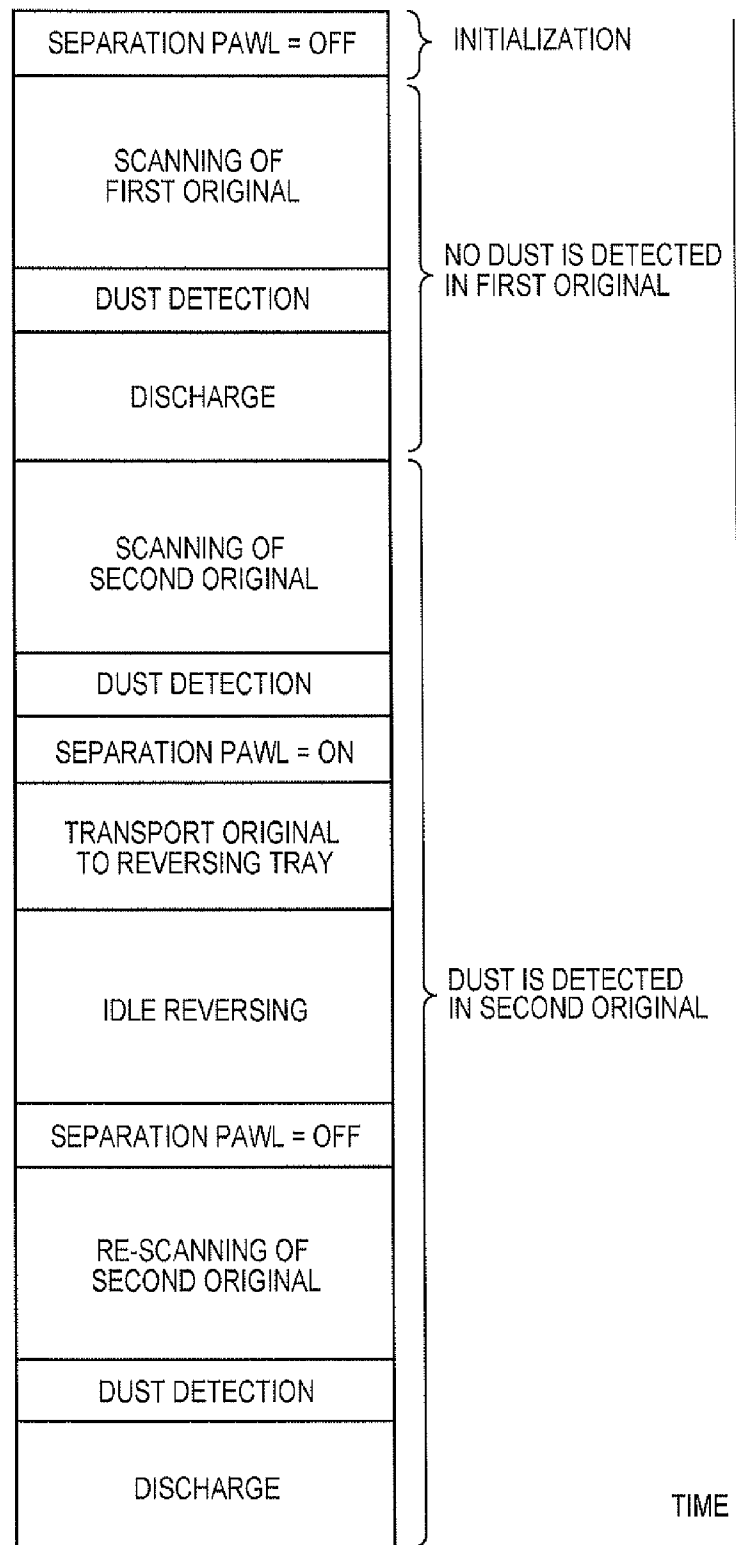 SEPARATION PAWL = OFF
INITIALIZATION
SCANNING OF
FIRST ORIGINAL
DUST DETECTION
DISCHARGE
NO DUST IS DETECTED
IN FIRST ORIGINAL
SCANNING OF
SECOND ORIGINAL
DUST DETECTION
SEPARATION PAWL = ON
TRANSPORT ORIGINAL
TO REVERSING TRAY
IDLE REVERSING
SEPARATION PAWL = OFF
RE-SCANNING OF
SECOND ORIGINAL
DUST DETECTION
DISCHARGE
DUST IS DETECTED
IN SECOND ORIGINAL
TIME